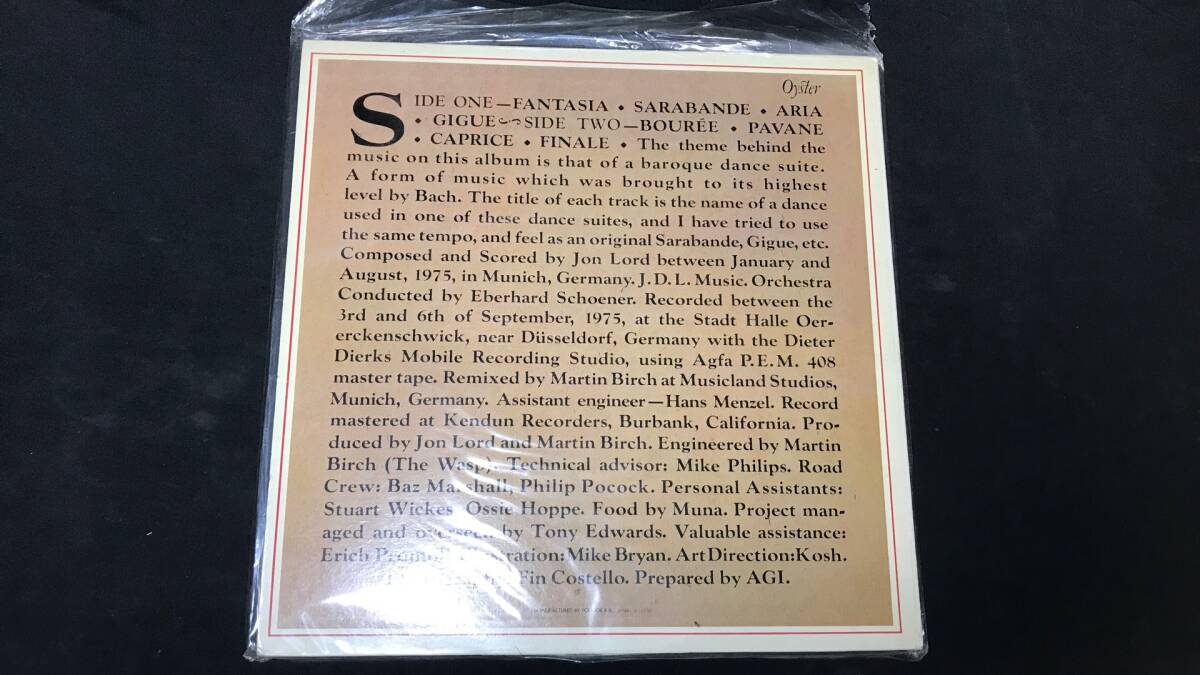 Oyster
SIDE ONE—FANTASIA • SARABANDE • ARIA
• GIGUE SIDE TWO—BOURÉE • PAVANE
• CAPRICE • FINALE • The theme behind the
music on this album is that of a baroque dance suite.
A form of music which was brought to its highest
level by Bach. The title of each track is the name of a dance
used in one of these dance suites, and I have tried to use
the same tempo, and feel as an original Sarabande, Gigue, etc.
Composed and Scored by Jon Lord between January and
August, 1975, in Munich, Germany. J.D.L. Music. Orchestra
Conducted by Eberhard Schoener. Recorded between the
3rd and 6th of September, 1975, at the Stadt Halle Oer-
erckenschwick, near Düsseldorf, Germany with the Dieter
Dierks Mobile Recording Studio, using Agfa P.E.M. 408
master tape. Remixed by Martin Birch at Musicland Studios,
Munich, Germany. Assistant engineer—Hans Menzel. Record
mastered at Kendun Recorders, Burbank, California. Pro-
duced by Jon Lord and Martin Birch. Engineered by Martin
Birch (The Wasp). Technical advisor: Mike Philips. Road
Crew: Baz Marshall, Philip Pocock. Personal Assistants:
Stuart Wickes, Ossie Hoppe. Food by Muna. Project man-
aged and overseen by Tony Edwards. Valuable assistance:
Erich Illustration: Mike Bryan. Art Direction: Kosh.
Fin Costello. Prepared by AGI.
MANUFACTURED BY